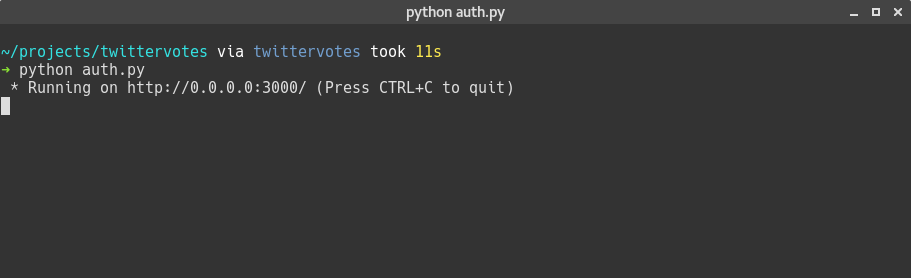 python auth.py
~/projects/twittervotes via twittervotes took 11s
➜ python auth.py
 * Running on http://0.0.0.0:3000/ (Press CTRL+C to quit)